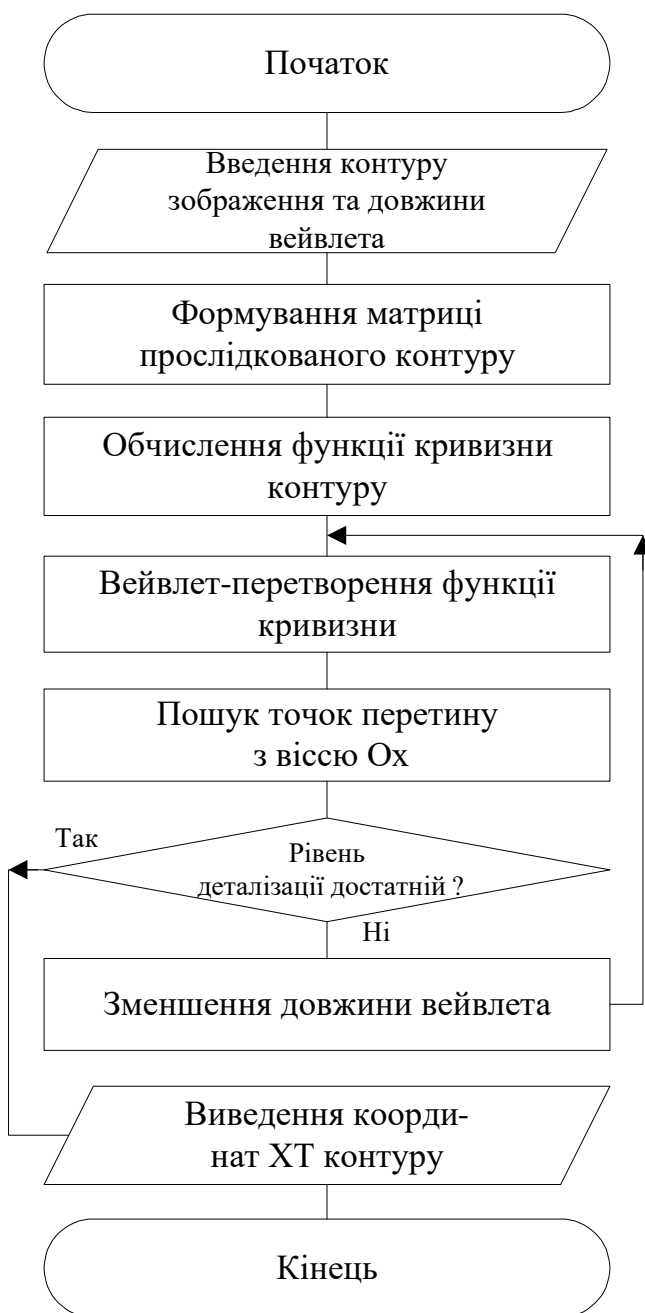 Початок
Введення контуру
зображення та довжини
вейвлета
Формування матриці
прослідкованого контуру
Обчислення функції кривизни
контуру
Вейвлет-перетворення функції
кривизни
Пошук точок перетину
з віссю Ох
Так
Рівень
деталізації достатній ?
Ні
Зменшення довжини вейвлета
Виведення коорди-
нат ХТ контуру
Кінець